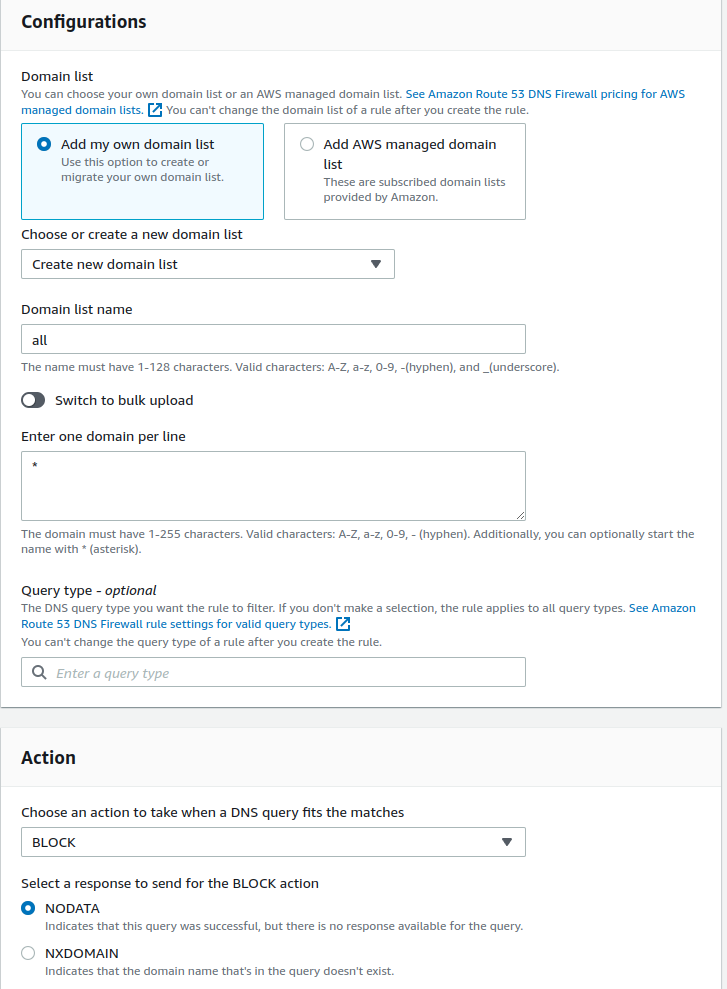 Configurations
Domain list
You can choose your own domain list or an AWS managed domain list. See Amazon Route 53 DNS Firewall pricing for AWS
managed domain lists. You can't change the domain list of a rule after you create the rule.
Add my own domain list
Use this option to create or
migrate your own domain list.
Add AWS managed domain
list
These are subscribed domain lists
provided by Amazon.
Choose or create a new domain list
Create new domain list
Domain list name
all
The name must have 1-128 characters. Valid characters: A-Z, a-z, 0-9, -(hyphen), and _(underscore).
Switch to bulk upload
Enter one domain per line
*
The domain must have 1-255 characters. Valid characters: A-Z, a-z, 0-9, - (hyphen). Additionally, you can optionally start the
name with * (asterisk).
Query type - optional
The DNS query type you want the rule to filter. If you don't make a selection, the rule applies to all query types. See Amazon
Route 53 DNS Firewall rule settings for valid query types.
You can't change the query type of a rule after you create the rule.
Enter a query type
Action
Choose an action to take when a DNS query fits the matches
BLOCK
Select a response to send for the BLOCK action
NODATA
Indicates that this query was successful, but there is no response available for the query.
NXDOMAIN
Indicates that the domain name that's in the query doesn't exist.